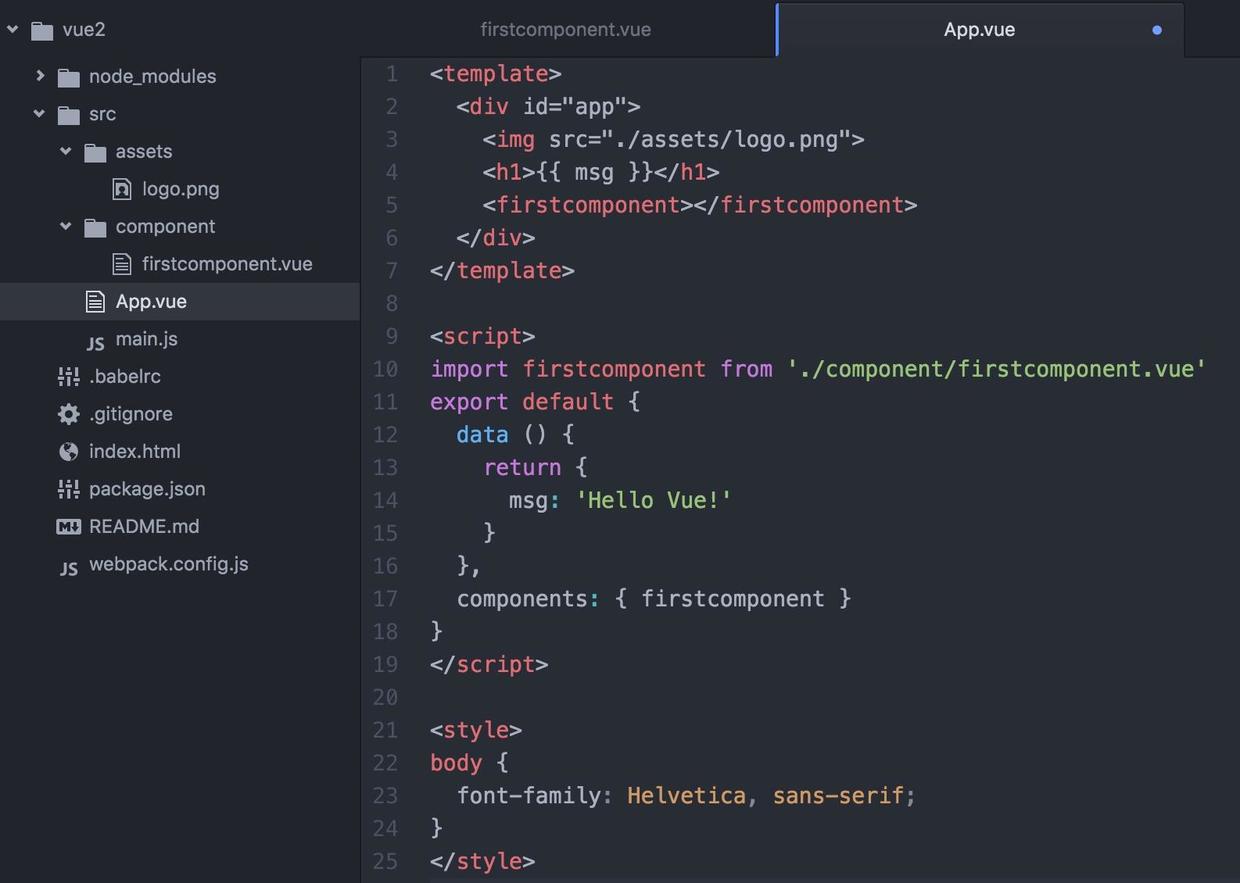 vue2
node_modules
src
assets
logo.png
component
firstcomponent.vue
App.vue
JS main.js
.babelrc
.gitignore
index.html
package.json
M README.md
JS webpack.config.js
firstcomponent.vue
App.vue
1 <template>
2   <div id="app">
3     <img src="./assets/logo.png">
4     <h1>{{ msg }}</h1>
5     <firstcomponent></firstcomponent>
6   </div>
7 </template>
8
9 <script>
10 import firstcomponent from './component/firstcomponent.vue'
11 export default {
12   data () {
13     return {
14       msg: 'Hello Vue!'
15     }
16   },
17   components: { firstcomponent }
18 }
19 </script>
20
21 <style>
22 body {
23   font-family: Helvetica, sans-serif;
24 }
25 </style>